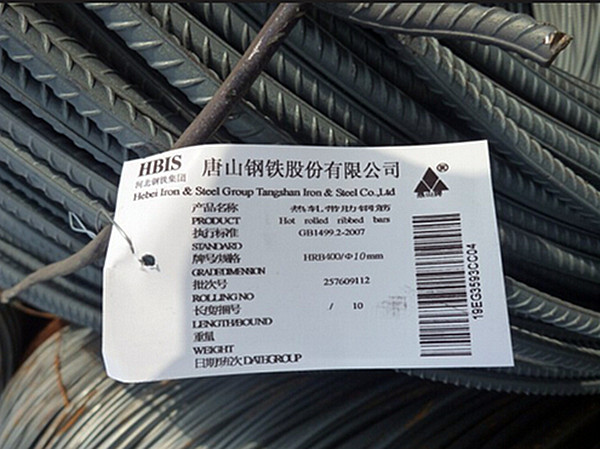 HBIS
河北钢铁集团
唐山钢铁股份有限公司
Hebei Iron & Steel Group Tangshan Iron & Steel Co.,Ltd
®
产品名称 热轧带肋钢筋
PRODUCT Hot rolled ribbed bars
执行标准 GB1499.2-2007
STANDARD
牌号/规格 HRB400/Φ10mm
GRADE/DIMENSION
批次号 257609112
ROLLING NO
长度/捆号 / 10
LENGTH/BOUND
重量
WEIGHT
日期/班次 DATE/GROUP
19EG3593CC04